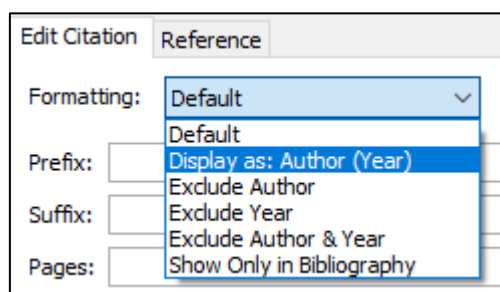 Edit Citation Reference
Formatting: Default
Default
Prefix: Display as: Author (Year)
Exclude Author
Suffix: Exclude Year
Exclude Author & Year
Pages: Show Only in Bibliography